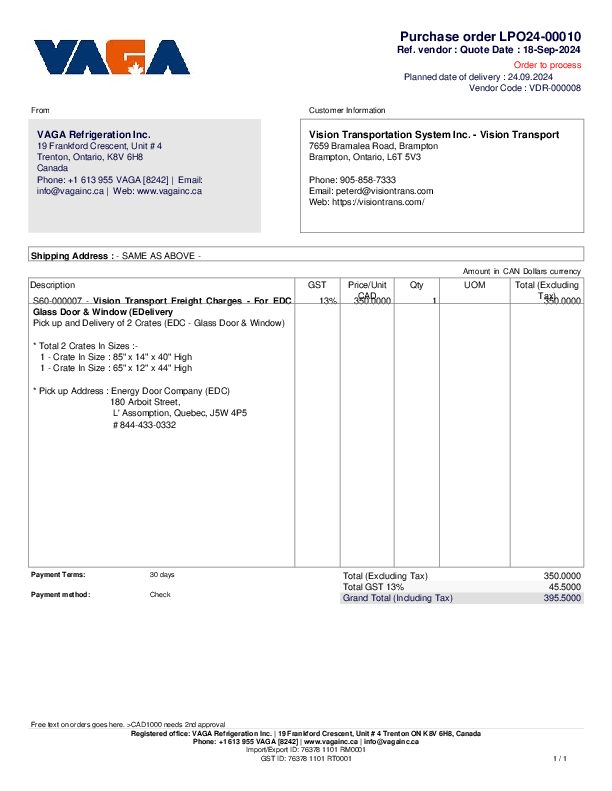 VAGA
Purchase order LPO24-00010
Ref. vendor : Quote Date : 18-Sep-2024
Order to process
Planned date of delivery : 24.09.2024
Vendor Code : VDR-000008
From
Customer Information
VAGA Refrigeration Inc.
19 Frankford Crescent, Unit # 4
Trenton, Ontario, K8V 6H8
Canada
Phone: +1 613 955 VAGA [8242] | Email:
info@vagainc.ca | Web: www.vagainc.ca
Vision Transportation System Inc. - Vision Transport
7659 Bramalea Road, Brampton
Brampton, Ontario, L6T 5V3
Phone: 905-858-7333
Email: peterd@visiontrans.com
Web: https://visiontrans.com/
Shipping Address : - SAME AS ABOVE -
Amount in CAN Dollars currency
Description GST Price/Unit CAD Qty UOM Total (Excluding Tax)
S60-000007 - Vision Transport Freight Charges - For EDC 13% 350.0000 1 350.0000
Glass Door & Window (EDelivery
Pick up and Delivery of 2 Crates (EDC - Glass Door & Window)
* Total 2 Crates In Sizes :-
1 - Crate In Size : 85" x 14" x 40" High
1 - Crate In Size : 65" x 12" x 44" High
* Pick up Address : Energy Door Company (EDC)
180 Arboit Street,
L' Assomption, Quebec, J5W 4P5
# 844-433-0332
Payment Terms: 30 days
Payment method: Check
Total (Excluding Tax) 350.0000
Total GST 13% 45.5000
Grand Total (Including Tax) 395.5000
Free text on orders goes here. >CAD1000 needs 2nd approval
Registered office: VAGA Refrigeration Inc. | 19 Frankford Crescent, Unit # 4 Trenton ON K8V 6H8, Canada
Phone: +1 613 955 VAGA [8242] | www.vagainc.ca | info@vagainc.ca
Import/Export ID: 76378 1101 RM0001
GST ID: 76378 1101 RT0001
1 / 1